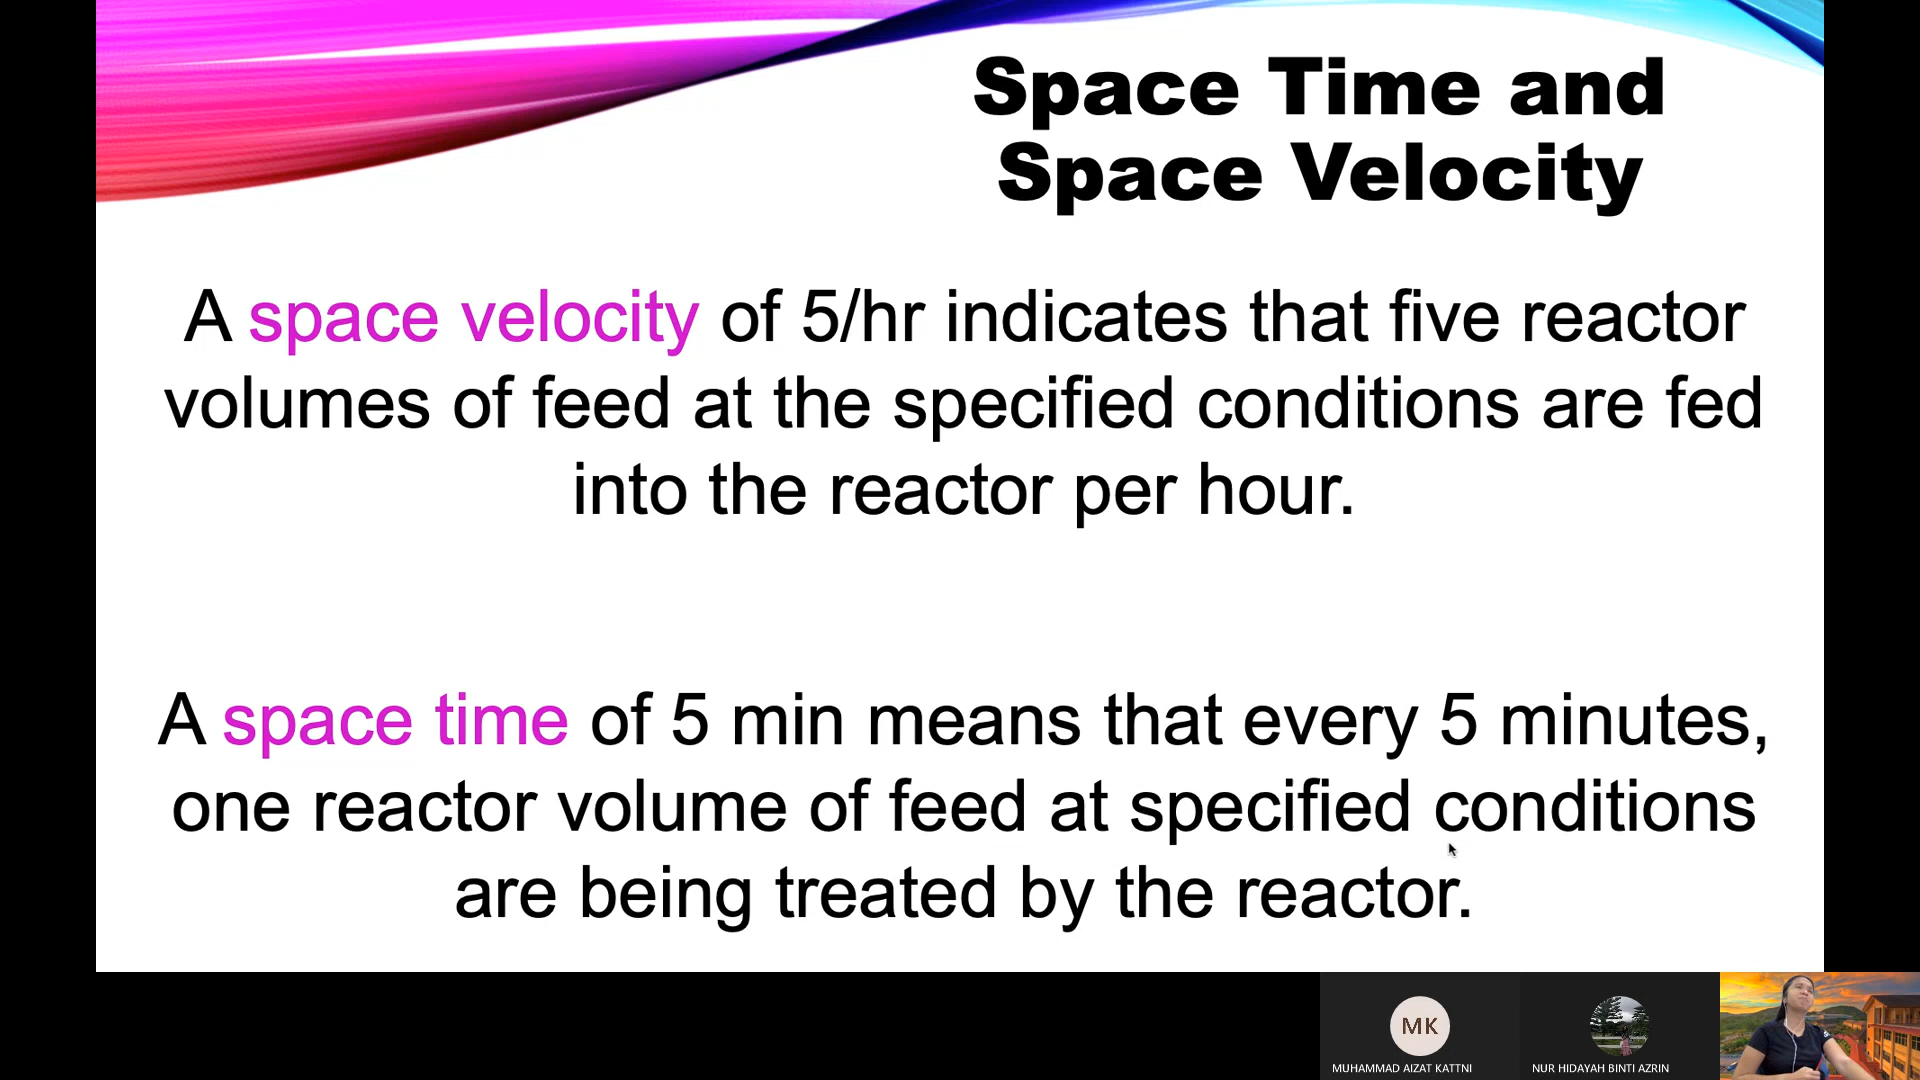 Space Time and
Space Velocity
A space velocity of 5/hr indicates that five reactor
volumes of feed at the specified conditions are fed
into the reactor per hour.
A space time of 5 min means that every 5 minutes,
one reactor volume of feed at specified conditions
are being treated by the reactor.
MK
MUHAMMAD AIZAT KATTNI
NUR HIDAYAH BINTI AZRIN